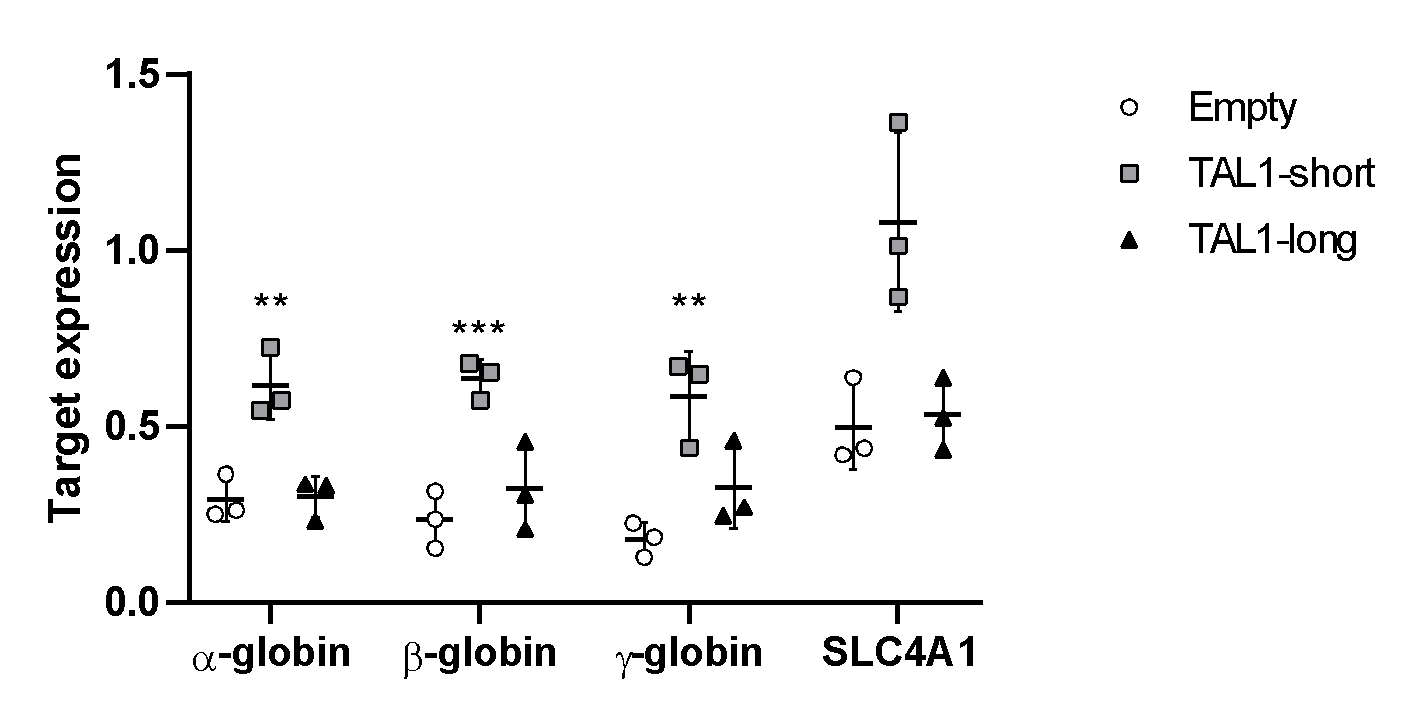 1.5
1.0
0.5
0.0
Target expression
**
***
**
α-globin
β-globin
γ-globin
SLC4A1
Empty
TAL1-short
TAL1-long